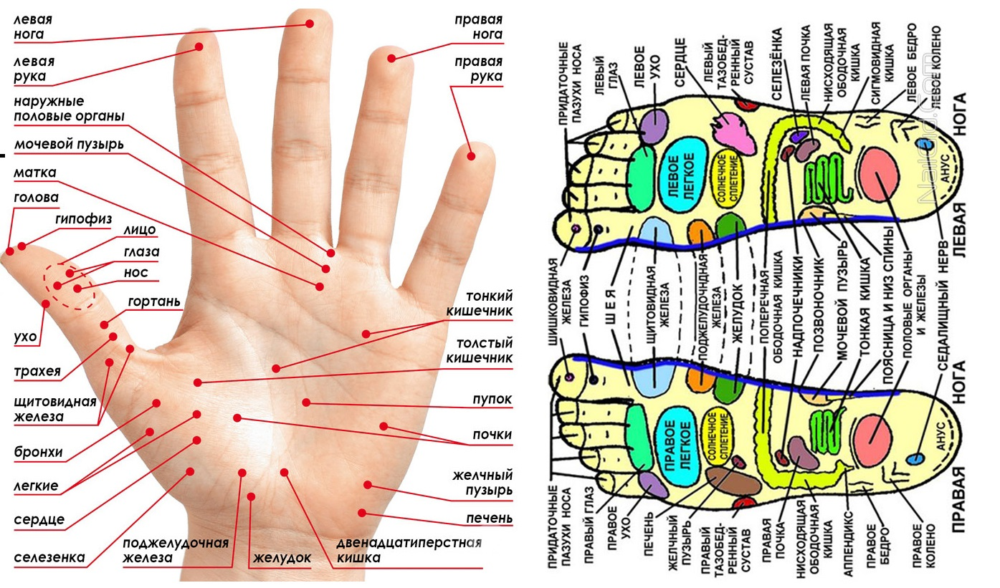 левая
нога
левая
рука
наружные
половые органы
мочевой пузырь
матка
голова
гипофиз
лицо
глаза
нос
гортань
ухо
трахея
щитовидная
железа
бронхи
легкие
сердце
селезенка
поджелудочная
железа
желудок
двенадцатиперстная
кишка
правая
нога
правая
рука
тонкий
кишечник
толстый
кишечник
пупок
почки
желчный
пузырь
печень
ПРИДАТОЧНЫЕ
ПАЗУХИ НОСА
ЛЕВЫЙ
ГЛАЗ
ЛЕВОЕ
УХО
СЕРДЦЕ
ЛЕВЫЙ
ТАЗОБЕД-
РЕННЫЙ
СУСТАВ
СЕЛЕЗЁНКА
ЛЕВАЯ ПОЧКА
НИСХОДЯЩАЯ
ОБОДОЧНАЯ
КИШКА
СИГМОВИДНАЯ
КИШКА
ЛЕВОЕ БЕДРО
ЛЕВОЕ КОЛЕНО
ЛЕВОЕ
ЛЕГКОЕ
СОЛНЕЧНОЕ
СПЛЕТЕНИЕ
АНУС
ЛЕВАЯ НОГА
ШИШКОВИДНАЯ
ЖЕЛЕЗА
ГИПОФИЗ
ШЕЯ
ЩИТОВИДНАЯ
ЖЕЛЕЗА
ПОДЖЕЛУДОЧНДНАЯ
ЖЕЛЕЗА
ЖЕЛУДОК
ПОПЕРЕЧНАЯ
ОБОДОЧНАЯ КИШКА
НАДПОЧЕЧНИКИ
ПОЗВОНОЧНИК
МОЧЕВОЙ ПУЗЫРЬ
ТОНКАЯ КИШКА
ПОЯСНИЦА И НИЗ СПИНЫ
ПОЛОВЫЕ ОРГАНЫ
И ЖЕЛЕЗЫ
СЕДАЛИЩНЫЙ НЕРВ
ПРАВОЕ
ЛЕГКОЕ
СОЛНЕЧНОЕ
СПЛЕТЕНИЕ
АНУС
ПРАВАЯ НОГА
ПРИДАТОЧНЫЕ
ПАЗУХИ НОСА
ПРАВЫЙ ГЛАЗ
ПРАВОЕ
УХО
ПЕЧЕНЬ
ЖЕЛЧНЫЙ
ПУЗЫРЬ
ПРАВЫЙ
ТАЗОБЕД-
РЕННЫЙ
СУСТАВ
ПРАВАЯ
ПОЧКА
НИСХОДЯЩАЯ
ОБОДОЧНАЯ
КИШКА
АППЕНДИКС
ПРАВОЕ
БЕДРО
ПРАВОЕ
КОЛЕНО